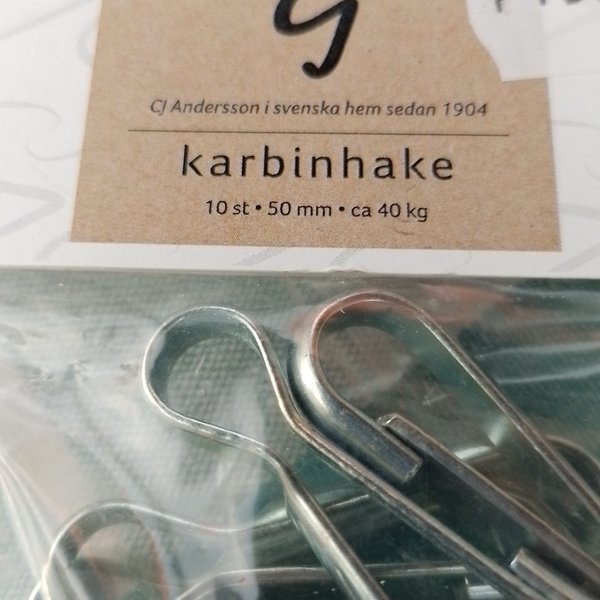 CJ Andersson i svenska hem sedan 1904
karbinhake
10 st • 50 mm • ca 40 kg